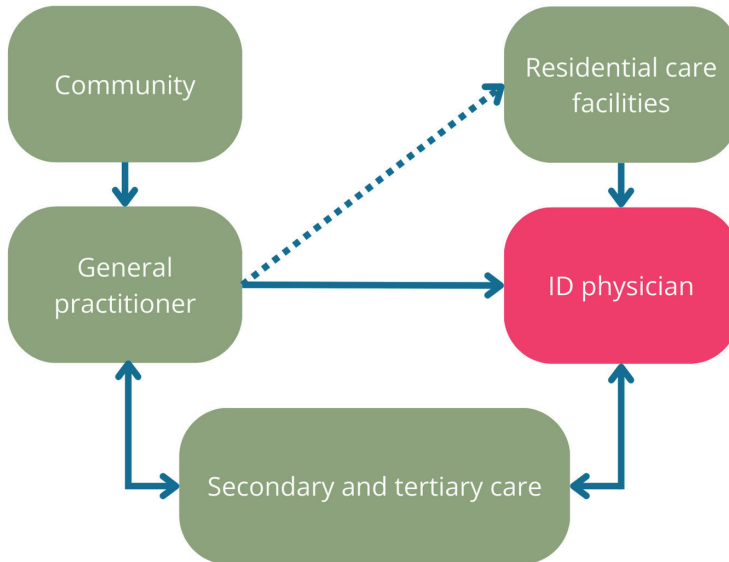 Community
Residential care
facilities
General
practitioner
ID physician
Secondary and tertiary care